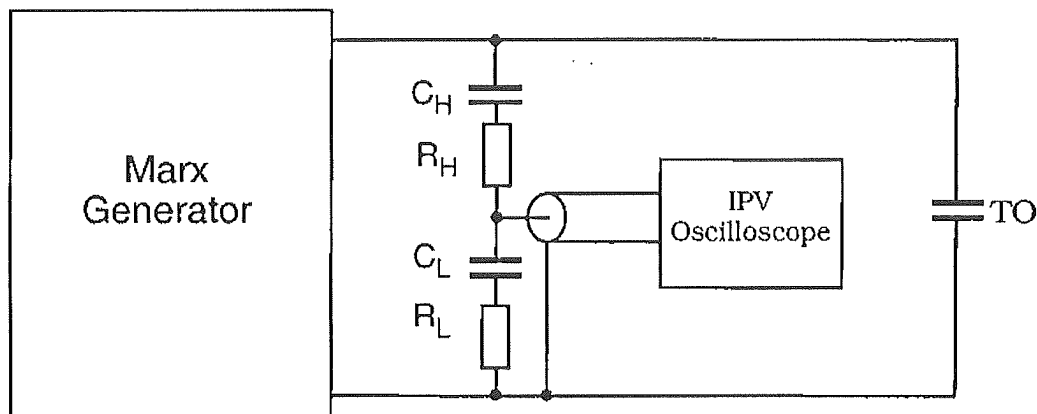 Marx
Generator
C_H
R_H
C_L
R_L
IPV
Oscilloscope
TO